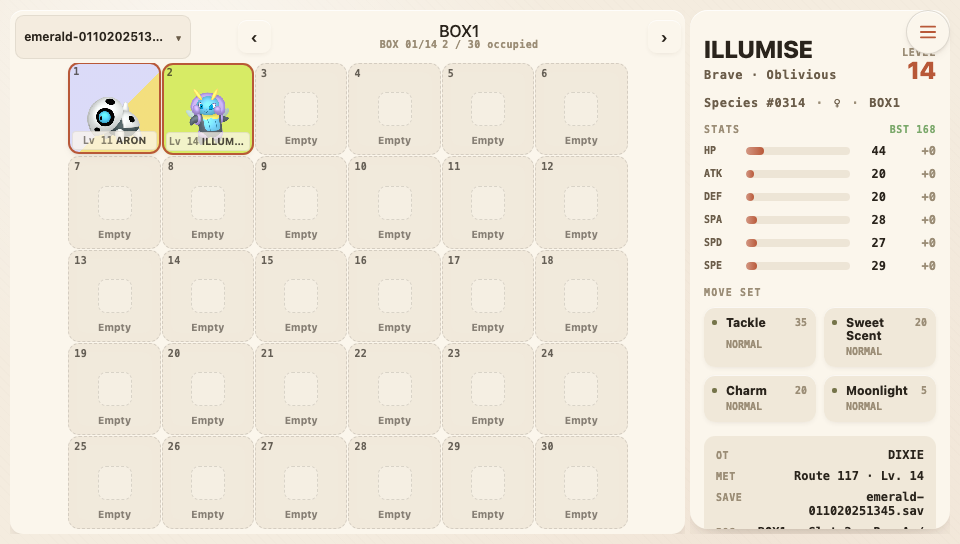 emerald-0110202513... ▾
‹
BOX1
BOX 01/14 2 / 30 occupied
›
1
Lv 11 ARON
2
Lv 14 ILLUM...
3
Empty
4
Empty
5
Empty
6
Empty
7
Empty
8
Empty
9
Empty
10
Empty
11
Empty
12
Empty
13
Empty
14
Empty
15
Empty
16
Empty
17
Empty
18
Empty
19
Empty
20
Empty
21
Empty
22
Empty
23
Empty
24
Empty
25
Empty
26
Empty
27
Empty
28
Empty
29
Empty
30
Empty
ILLUMISE
LEVEL
14
Brave · Oblivious
Species #0314 · ♀ · BOX1
STATS BST 168
HP 44 +0
ATK 20 +0
DEF 20 +0
SPA 28 +0
SPD 27 +0
SPE 29 +0
MOVE SET
Tackle 35
NORMAL
Sweet Scent 20
NORMAL
Charm 20
NORMAL
Moonlight 5
NORMAL
OT DIXIE
MET Route 117 · Lv. 14
SAVE emerald-
011020251345.sav